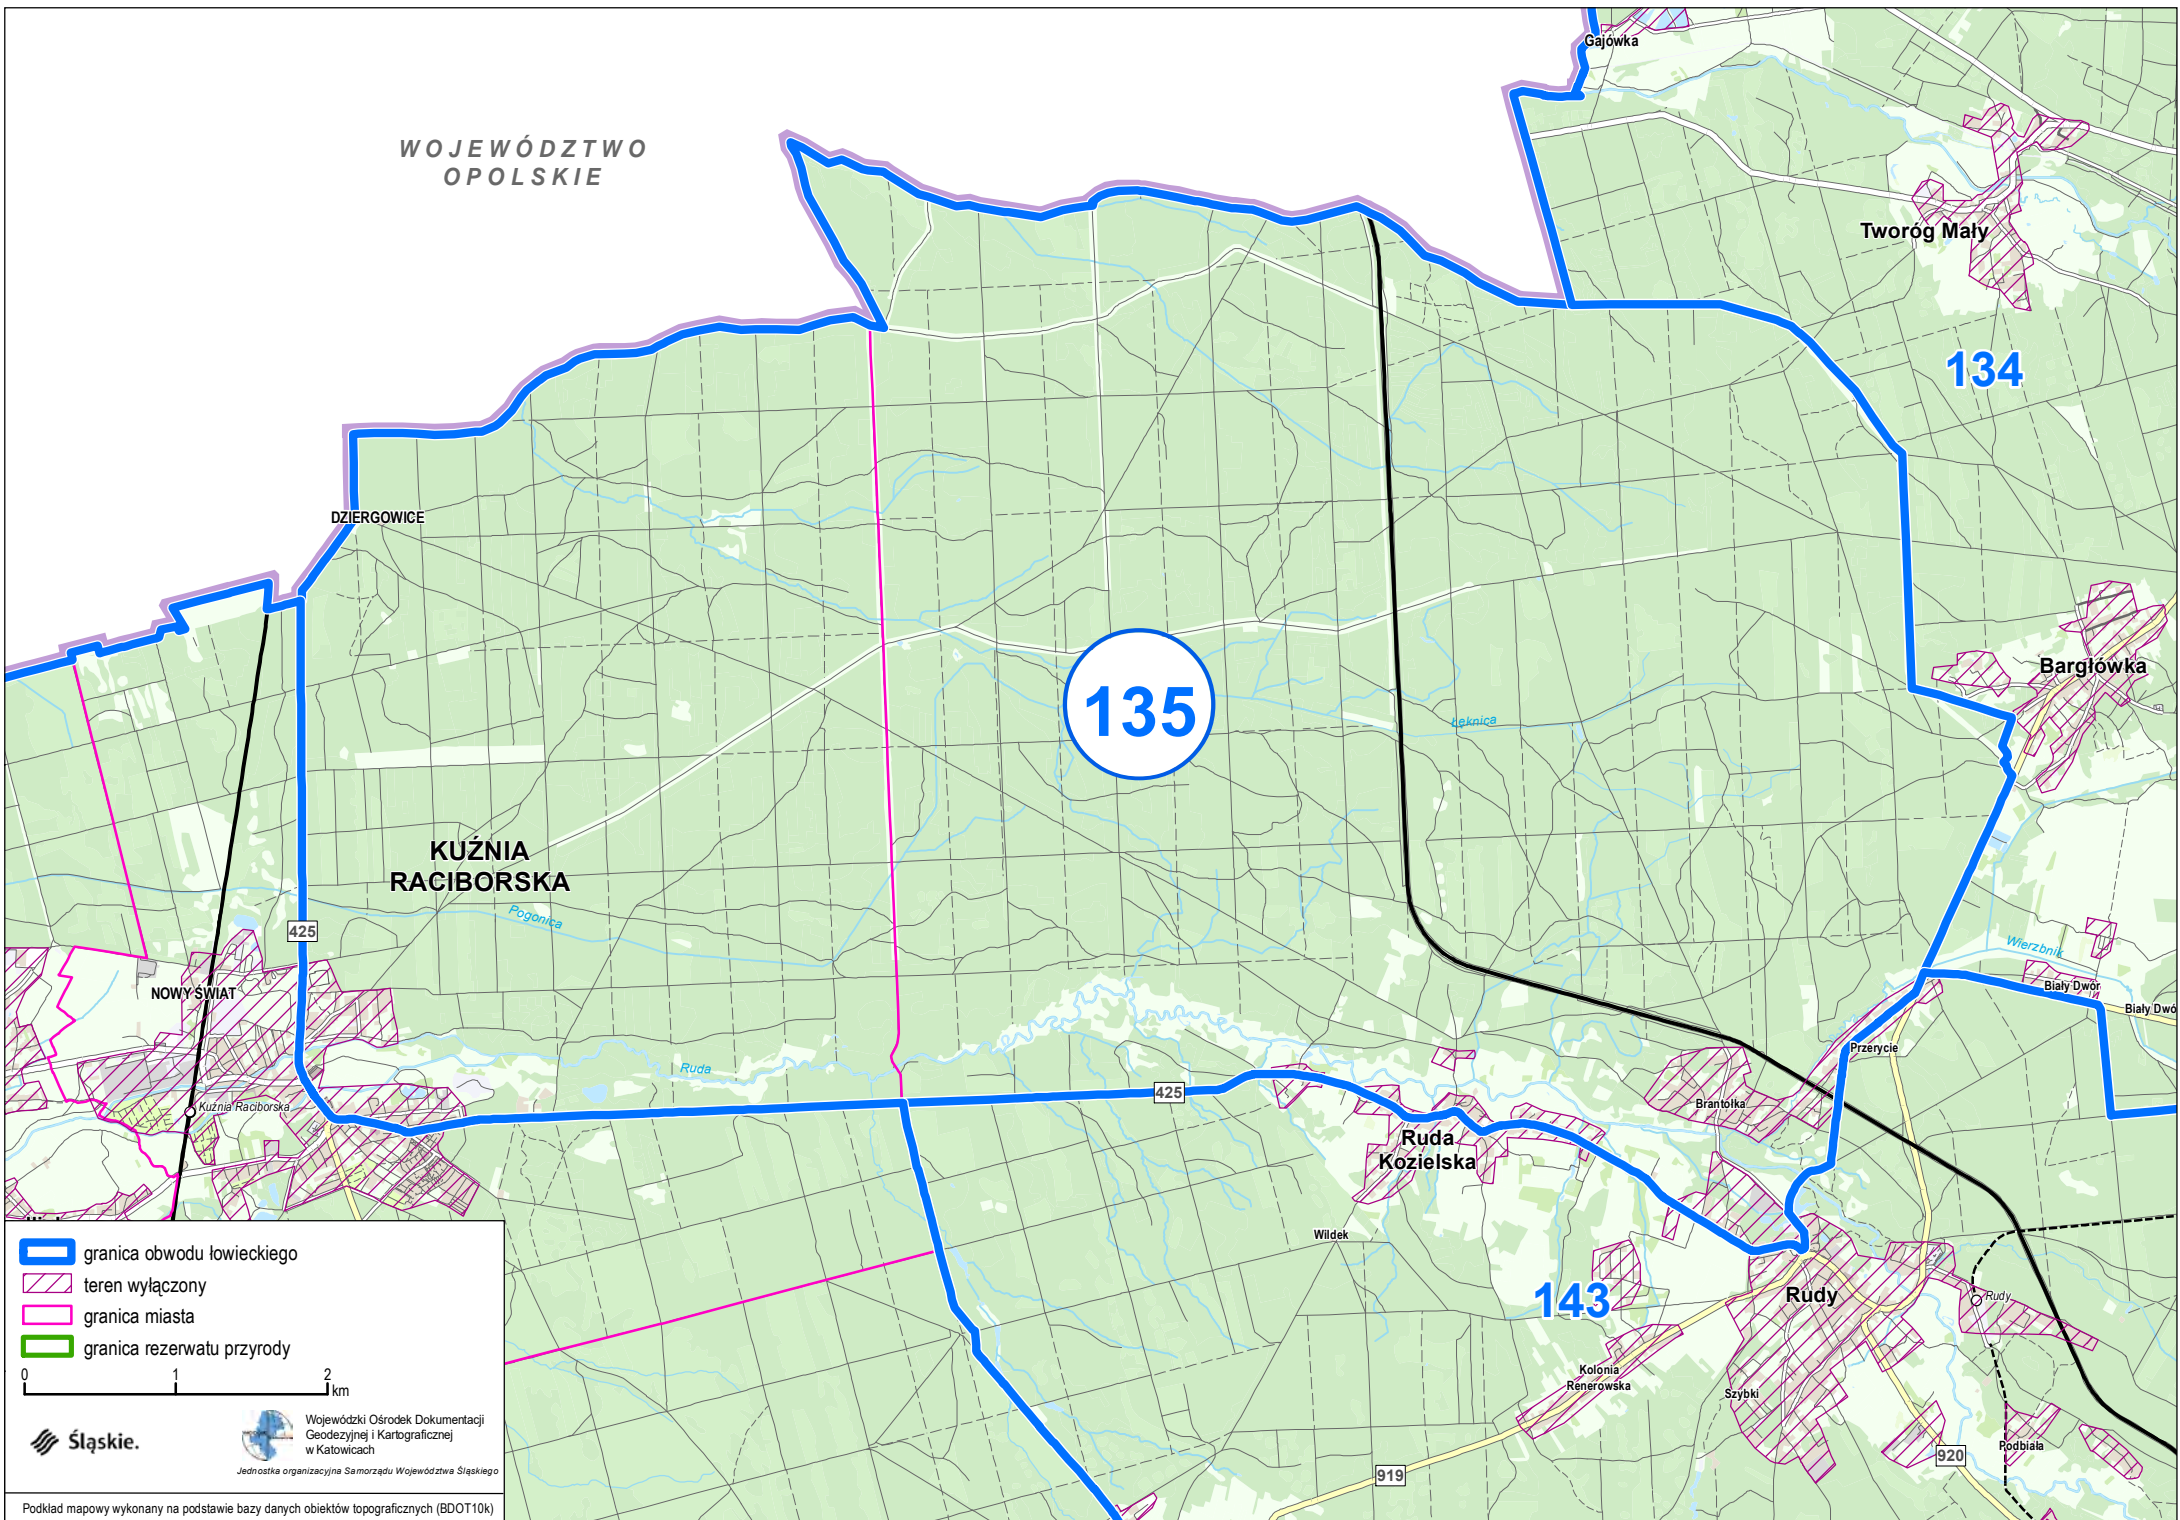 Gajówka
WOJEWÓDZTWO
OPOLSKIE
Tworóg Mały
134
DZIERGOWICE
Bargłówka
135
Łęknica
KUŹNIA
RACIBORSKA
Pogonica
425
Wierzbnik
NOWY ŚWIAT
Biały Dwór
Biały Dwó
Przerycie
Ruda
425
Kuźnia Raciborska
Brantołka
Ruda
Kozielska
Wildek
143
Rudy
Rudy
Kolonia
Renerowska
Szybki
Podbiała
919
920
granica obwodu łowieckiego
teren wyłączony
granica miasta
granica rezerwatu przyrody
0 1 2
km
Śląskie.
Wojewódzki Ośrodek Dokumentacji
Geodezyjnej i Kartograficznej
w Katowicach
Jednostka organizacyjna Samorządu Województwa Śląskiego
Podkład mapowy wykonany na podstawie bazy danych obiektów topograficznych (BDOT10k)